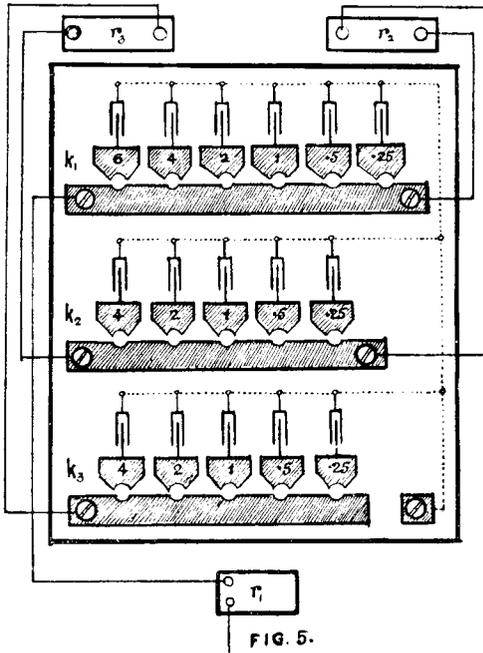 r₃ r₂
k₁ 6 4 2 1 .5 .25
k₂ 4 2 1 .5 .25
k₃ 4 2 1 .5 .25
r₁
FIG. 5.